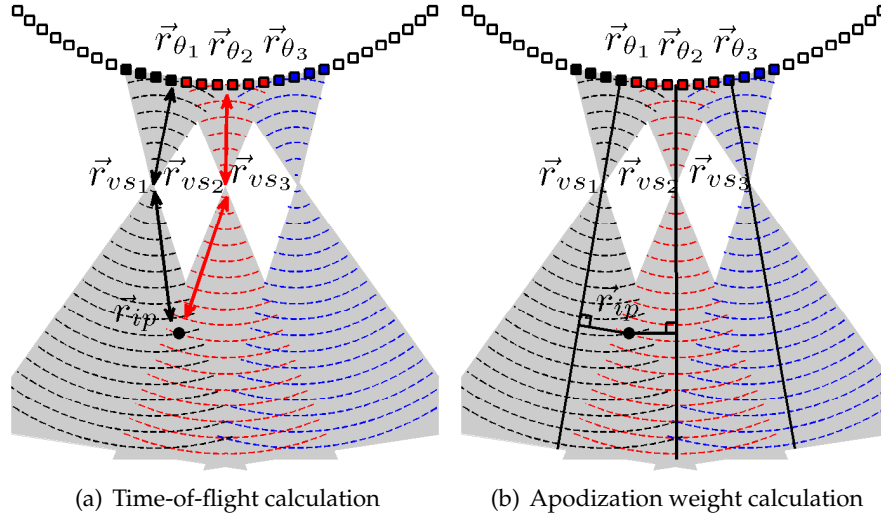 r⃗θ1 r⃗θ2 r⃗θ3
r⃗vs1 r⃗vs2 r⃗vs3
r⃗ip
(a) Time-of-flight calculation
r⃗θ1 r⃗θ2 r⃗θ3
r⃗vs1 r⃗vs2 r⃗vs3
r⃗ip
(b) Apodization weight calculation